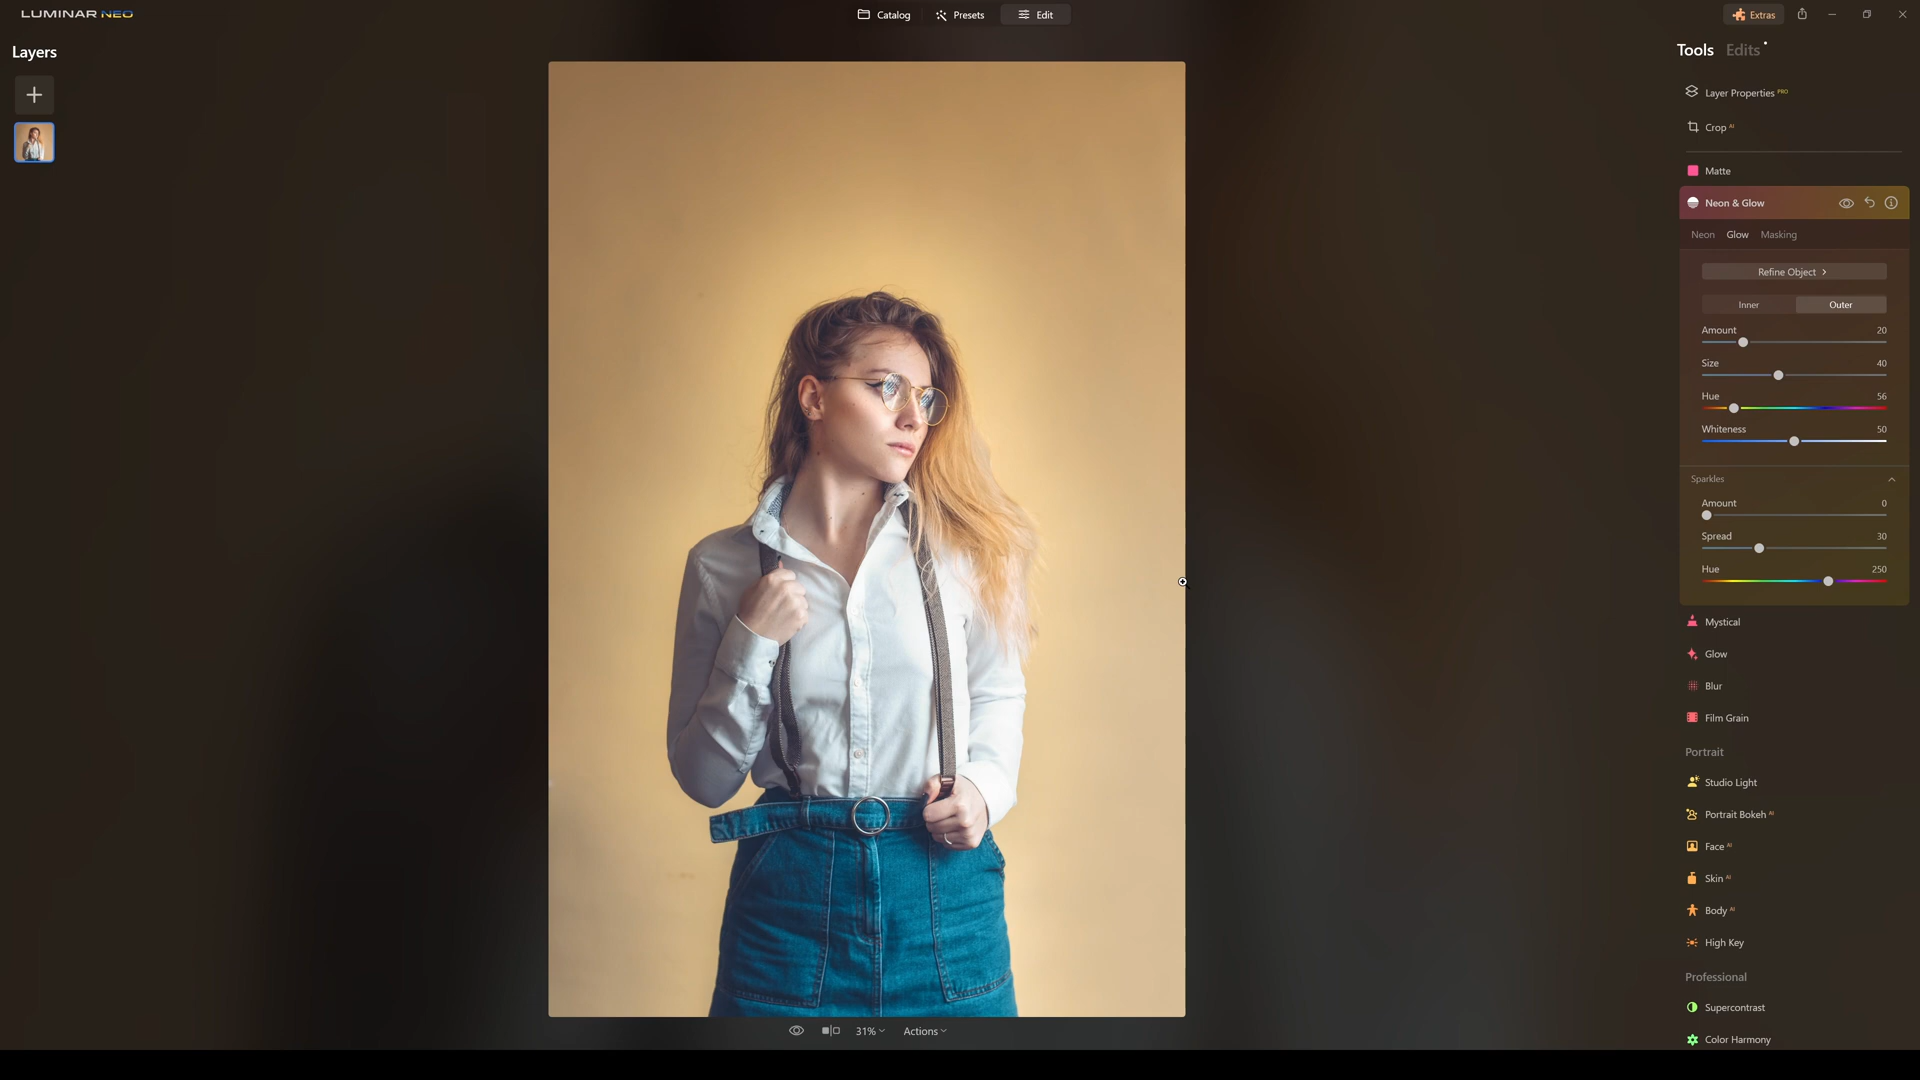 LUMINAR NEO
Catalog
Presets
Edit
Extras
Layers
Tools Edits
Layer Properties PRO
Crop AI
Matte
Neon & Glow
Neon Glow Masking
Refine Object
Inner Outer
Amount 20
Size 40
Hue 56
Whiteness 50
Sparkles
Amount 0
Spread 30
Hue 250
Mystical
Glow
Blur
Film Grain
Portrait
Studio Light
Portrait Bokeh AI
Face AI
Skin AI
Body AI
High Key
Professional
Supercontrast
Color Harmony
31% Actions